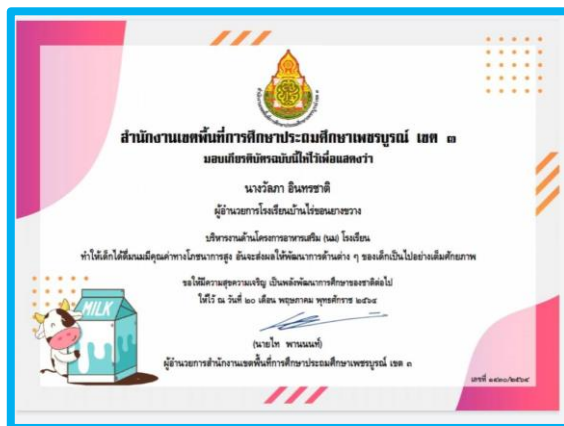 สำนักงานเขตพื้นที่การศึกษาประถมศึกษาเพชรบูรณ์ เขต ๓
มอบเกียรติบัตรฉบับนี้ให้ไว้เพื่อแสดงว่า
นางวัลภา อินทรชาติ
ผู้อำนวยการโรงเรียนบ้านไร่ขอนยางขวาง
บริหารงานด้านโครงการอาหารเสริม (นม) โรงเรียน
ทำให้เด็กได้ดื่มนมมีคุณค่าทางโภชนาการสูง อันจะส่งผลให้พัฒนาการด้านต่าง ๆ ของเด็กเป็นไปอย่างเต็มศักยภาพ
ขอให้มีความสุขความเจริญ เป็นพลังพัฒนาการศึกษาของชาติต่อไป
ให้ไว้ ณ วันที่ ๒๐ เดือน พฤษภาคม พุทธศักราช ๒๕๖๔
MILK
(นายไท พานนนท์)
ผู้อำนวยการสำนักงานเขตพื้นที่การศึกษาประถมศึกษาเพชรบูรณ์ เขต ๓
เลขที่